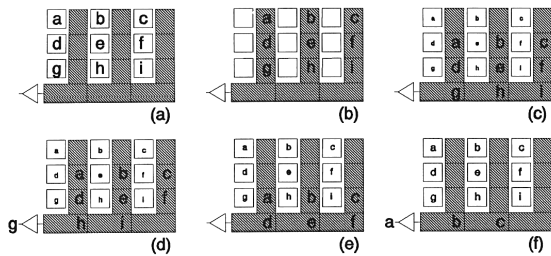 a b c
d e f
g h i
(a)
a b c
d e f
g h i
(b)
a b c
d a e b f c
g d h e i f
g h i
(c)
a b c
d a e b f c
g d h e i f
g h i
(d)
a b c
d e f
g a h b i c
d e f
(e)
a b c
d e f
g h i
a b c
(f)